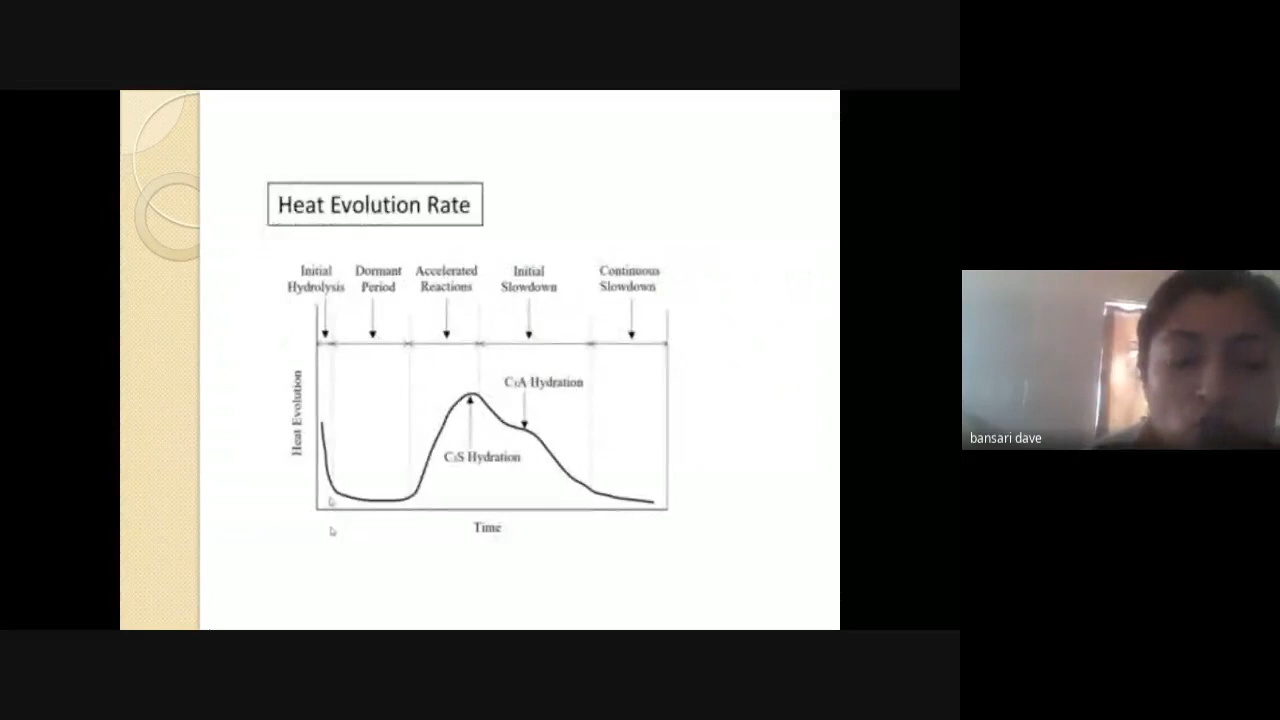 Heat Evolution Rate
Initial Hydrolysis
Dormant Period
Accelerated Reactions
Initial Slowdown
Continuous Slowdown
Heat Evolution
C₃A Hydration
C₃S Hydration
Time
bansari dave